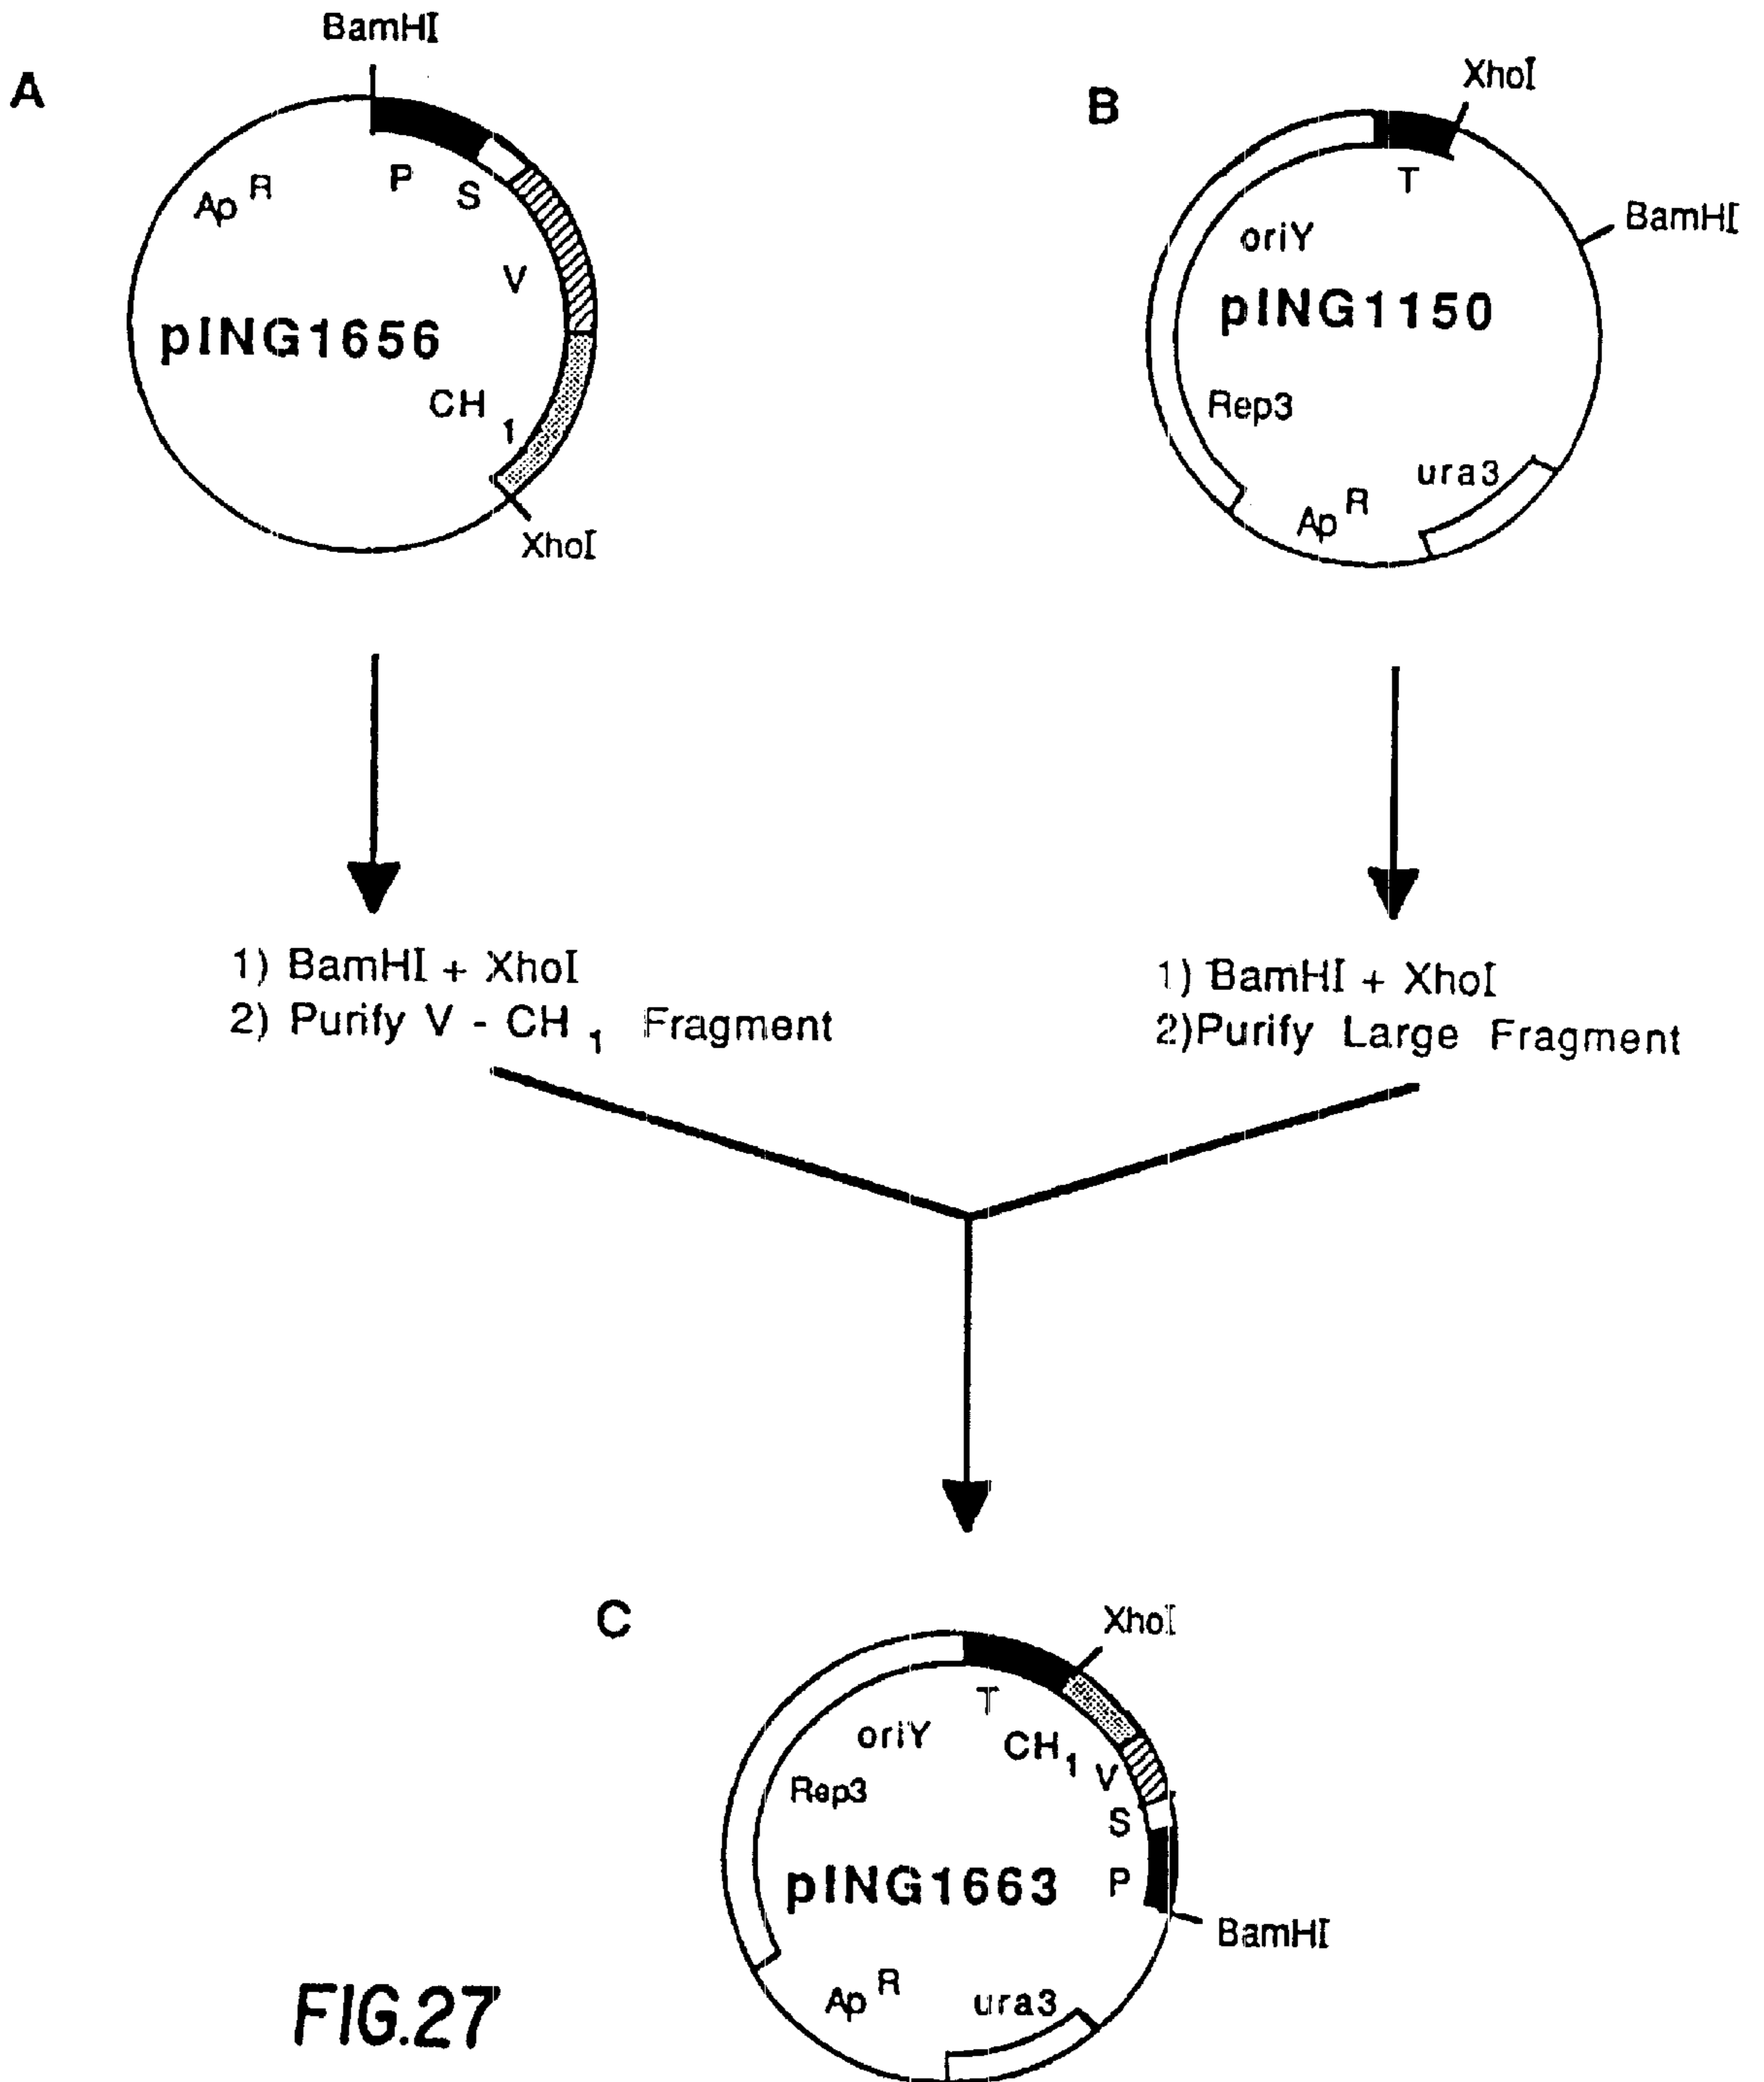 A
BamHI
Ap R
P
S
V
pING1656
CH 1
XhoI
B
XhoI
T
BamHI
oriY
pING1150
Rep3
ura3
Ap R
1) BamHI + XhoI
2) Purify V - CH 1 Fragment
1) BamHI + XhoI
2)Purify Large Fragment
C
XhoI
T
oriY
CH 1
V
Rep3
S
pING1663
P
BamHI
Ap R
ura3
FIG.27